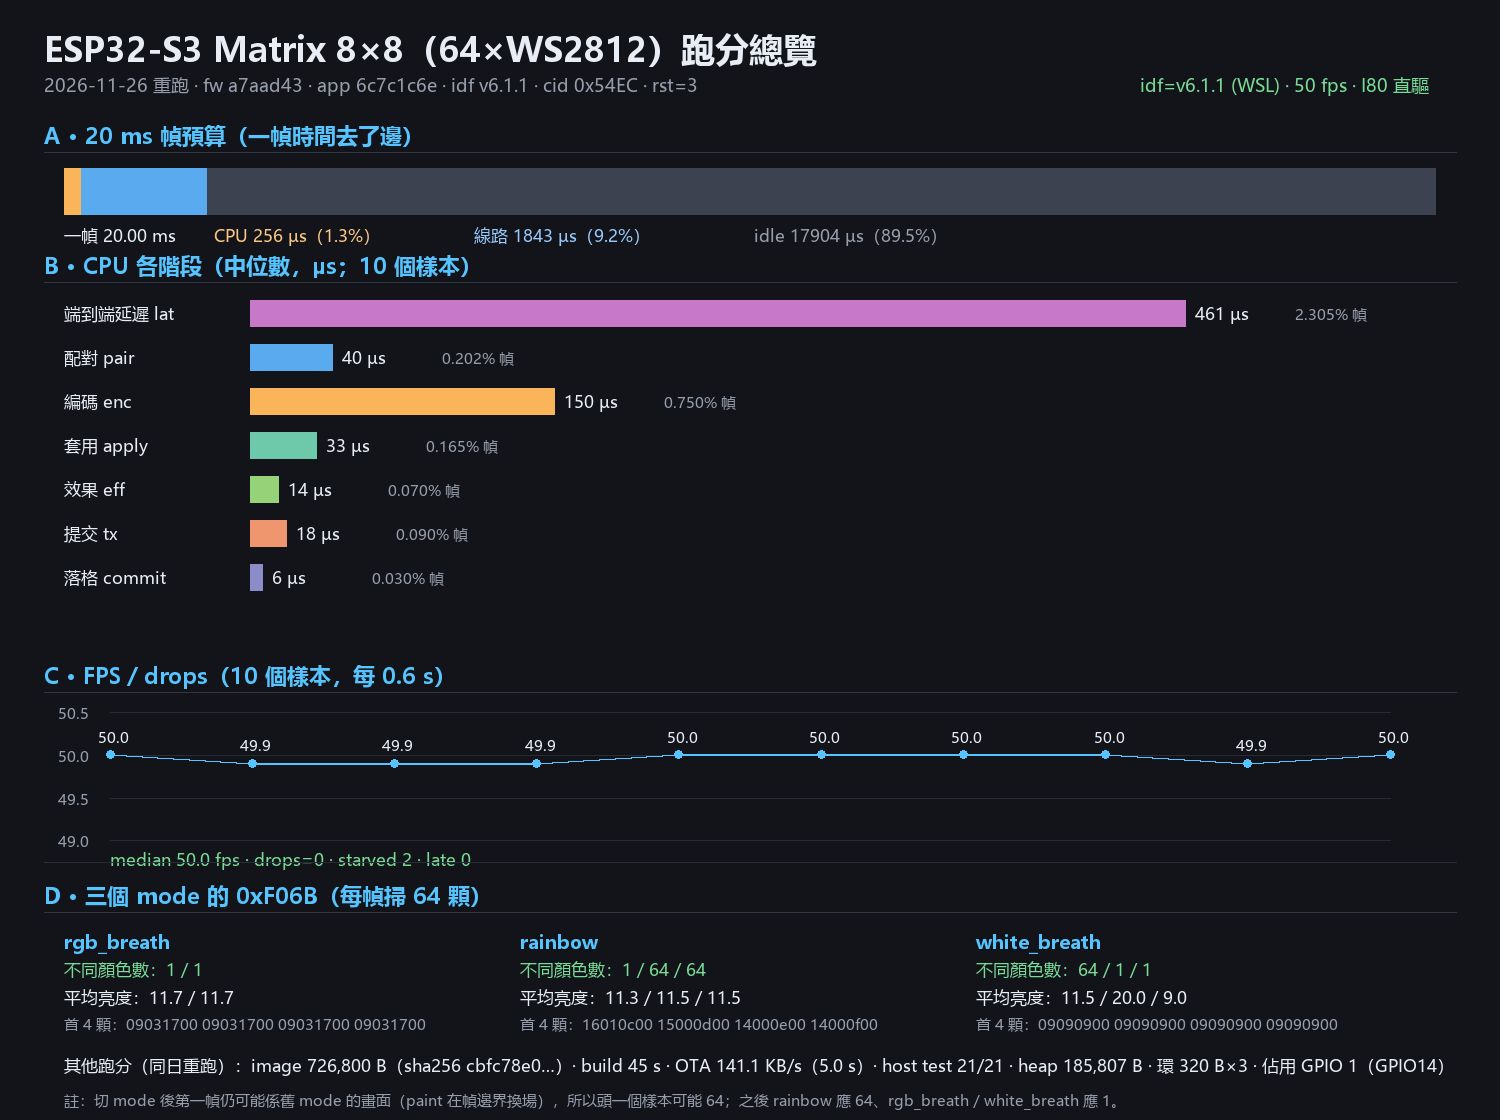 ESP32-S3 Matrix 8×8（64×WS2812）跑分總覽
2026-11-26 重跑 · fw a7aad43 · app 6c7c1c6e · idf v6.1.1 · cid 0x54EC · rst=3
idf=v6.1.1 (WSL) · 50 fps · I80 直驅
A • 20 ms 幀預算（一幀時間去了邊）
一幀 20.00 ms
CPU 256 µs（1.3%）
線路 1843 µs（9.2%）
idle 17904 µs（89.5%）
B • CPU 各階段（中位數，µs；10 個樣本）
端到端延遲 lat 461 µs 2.305% 幀
配對 pair 40 µs 0.202% 幀
編碼 enc 150 µs 0.750% 幀
套用 apply 33 µs 0.165% 幀
效果 eff 14 µs 0.070% 幀
提交 tx 18 µs 0.090% 幀
落格 commit 6 µs 0.030% 幀
C • FPS / drops（10 個樣本，每 0.6 s）
50.5
50.0
49.5
49.0
50.0 49.9 49.9 49.9 50.0 50.0 50.0 50.0 49.9 50.0
median 50.0 fps · drops=0 · starved 2 · late 0
D • 三個 mode 的 0xF06B（每幀掃 64 顆）
rgb_breath
不同顏色數：1 / 1
平均亮度：11.7 / 11.7
首 4 顆：09031700 09031700 09031700 09031700
rainbow
不同顏色數：1 / 64 / 64
平均亮度：11.3 / 11.5 / 11.5
首 4 顆：16010c00 15000d00 14000e00 14000f00
white_breath
不同顏色數：64 / 1 / 1
平均亮度：11.5 / 20.0 / 9.0
首 4 顆：09090900 09090900 09090900 09090900
其他跑分（同日重跑）：image 726,800 B（sha256 cbfc78e0…）· build 45 s · OTA 141.1 KB/s（5.0 s）· host test 21/21 · heap 185,807 B · 環 320 B×3 · 佔用 GPIO 1（GPIO14）
註：切 mode 後第一幀仍可能係舊 mode 的畫面（paint 在幀邊界換場），所以頭一個樣本可能 64；之後 rainbow 應 64、rgb_breath / white_breath 應 1。